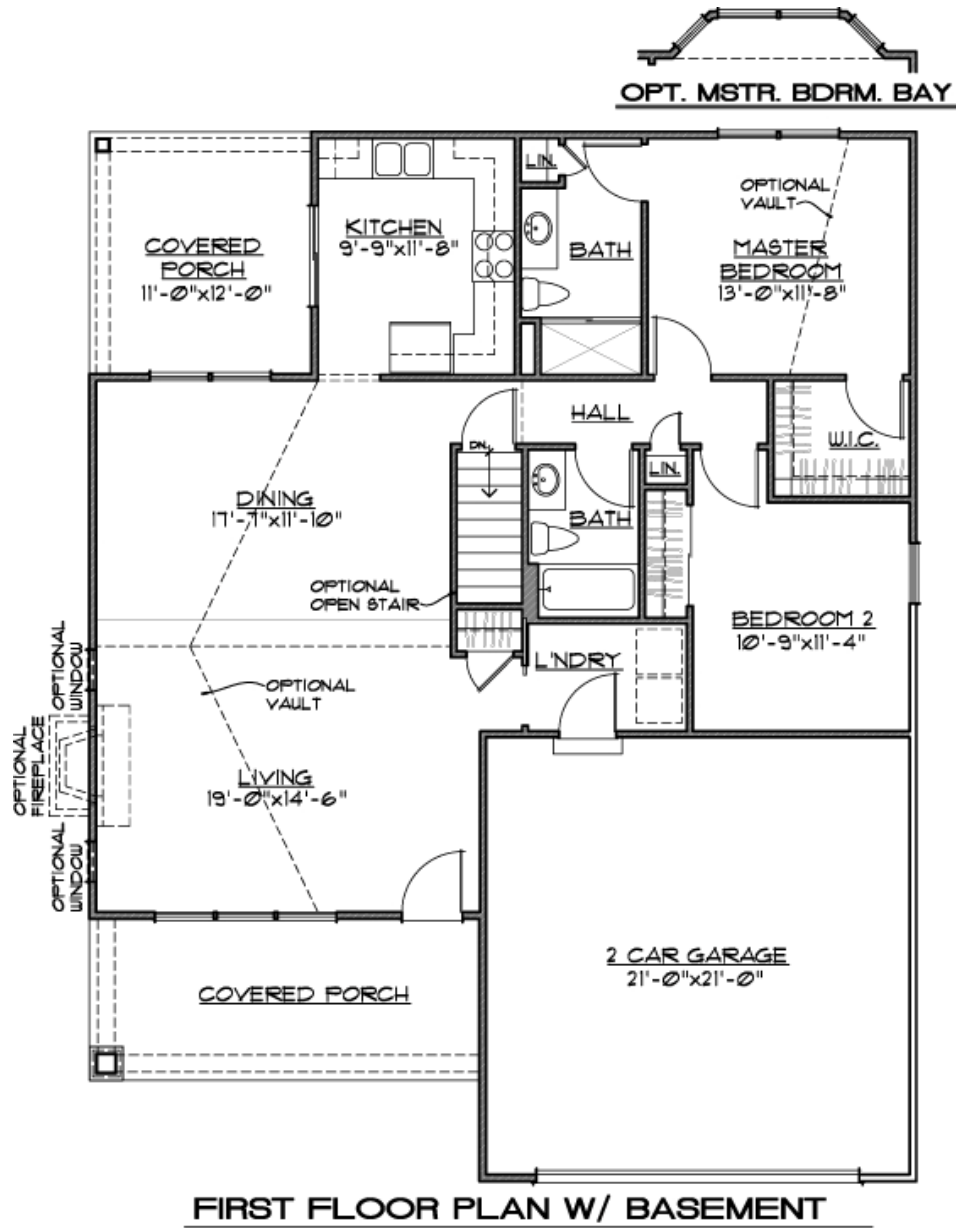 OPT. MSTR. BDRM. BAY
LIN.
OPTIONAL
VAULT
KITCHEN
9'-9"x11'-8"
COVERED
PORCH
11'-0"x12'-0"
BATH
MASTER
BEDROOM
13'-0"x11'-8"
HALL
W.I.C.
DN.
LIN.
DINING
17'-7"x11'-10"
BATH
OPTIONAL
OPEN STAIR
BEDROOM 2
10'-9"x11'-4"
OPTIONAL
WINDOW
L'NDRY
OPTIONAL
VAULT
OPTIONAL
FIREPLACE
LIVING
19'-0"x14'-6"
OPTIONAL
WINDOW
2 CAR GARAGE
21'-0"x21'-0"
COVERED PORCH
FIRST FLOOR PLAN W/ BASEMENT